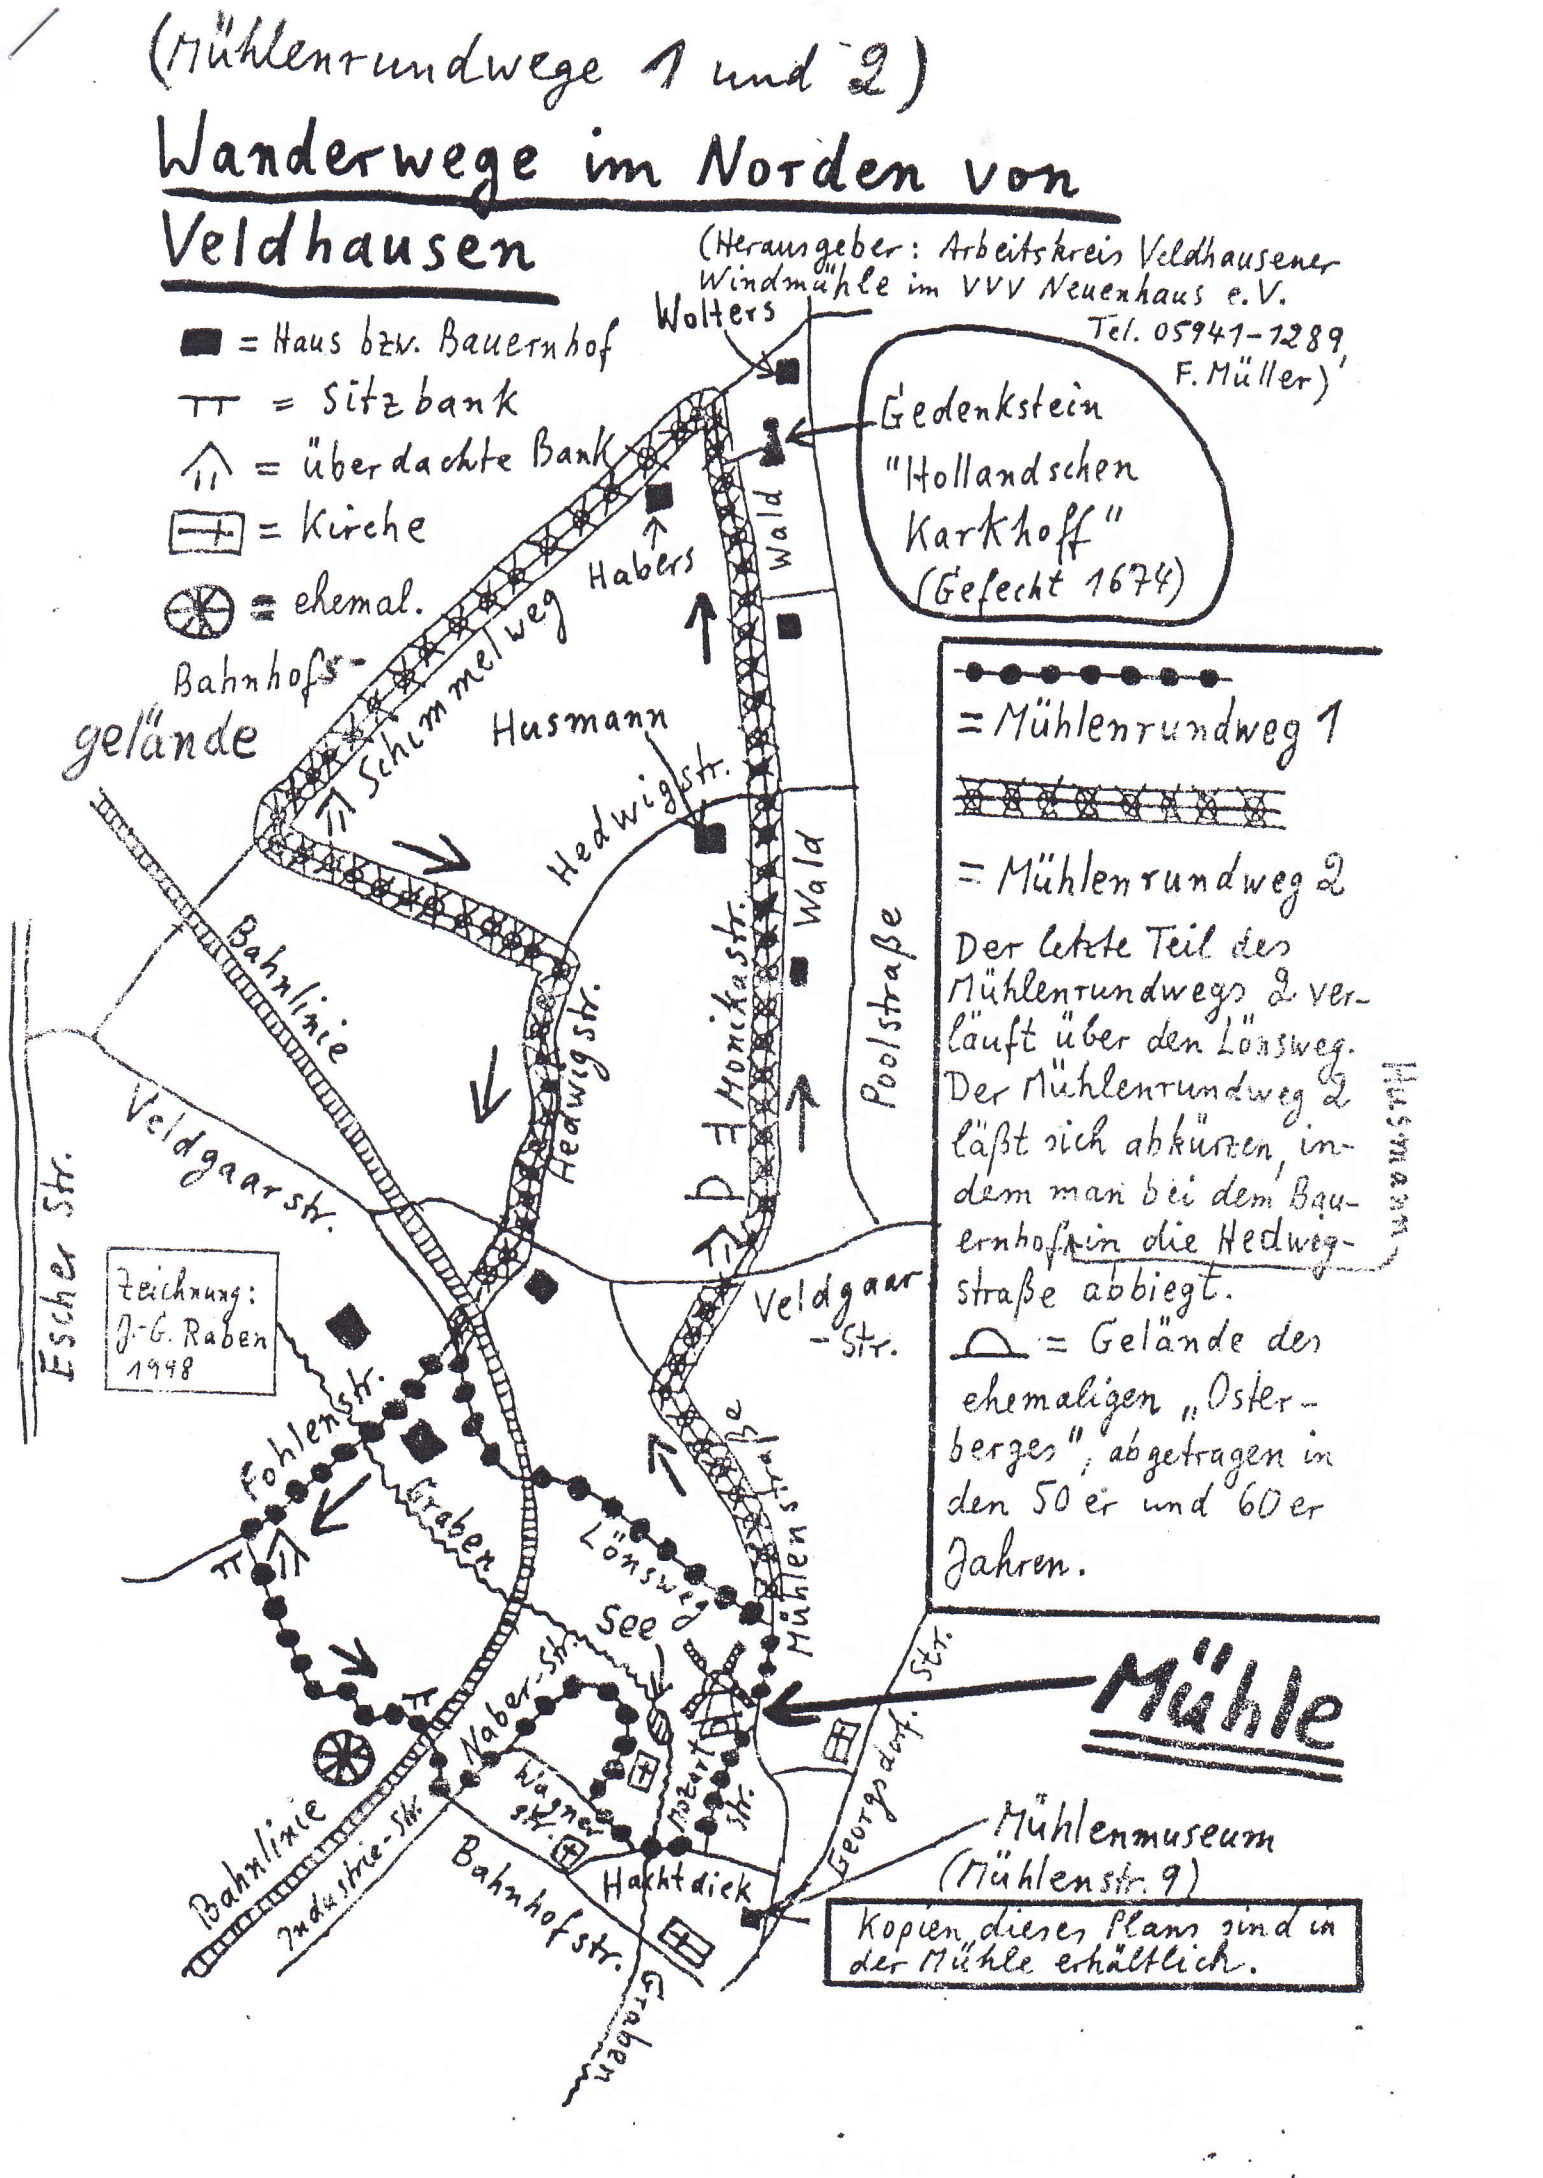 (Mühlenrundwege 1 und 2)
Wanderwege im Norden von
Veldhausen
(Herausgeber: Arbeitskreis Veldhausener
Windmühle im VVV Neuenhaus e.V.
Tel. 05941-1289,
F. Müller)
= Haus bzw. Bauernhof
= Sitzbank
= überdachte Bank
= Kirche
= ehemal.
Bahnhofs-
gelände
Wolters
Gedenkstein
"Hollandschen
Karkhoff"
(Gefecht 1674)
Wald
Habers
Schimmelweg
Husmann
Hedwigstr.
Wald
Monikastr.
Poolstraße
Bahnlinie
Hedwigstr.
Veldgaarstr.
Escher Str.
Veldgaar
-Str.
= Mühlenrundweg 1
= Mühlenrundweg 2
Der letzte Teil des
Mühlenrundwegs 2 ver-
läuft über den Lönsweg.
Der Mühlenrundweg 2
läßt sich abkürzen, in-
dem man bei dem Bau-
ernhof in die Hedwig-
Husmann
straße abbiegt.
= Gelände des
ehemaligen „Oster-
berges", abgetragen in
den 50er und 60er
Jahren.
Zeichnung:
J.-G. Raben
1998
Fohlenstr.
Graben
Lönsweg
Mühlenstraße
See
Naber-Str.
Wagner
str.
Mozart
str.
Georgsdorf. Str.
Mühle
Bahnlinie
Industrie-Str.
Bahnhofstr.
Hachtdiek
Graben
Mühlenmuseum
(Mühlenstr. 9)
Kopien dieses Plans sind in
der Mühle erhältlich.